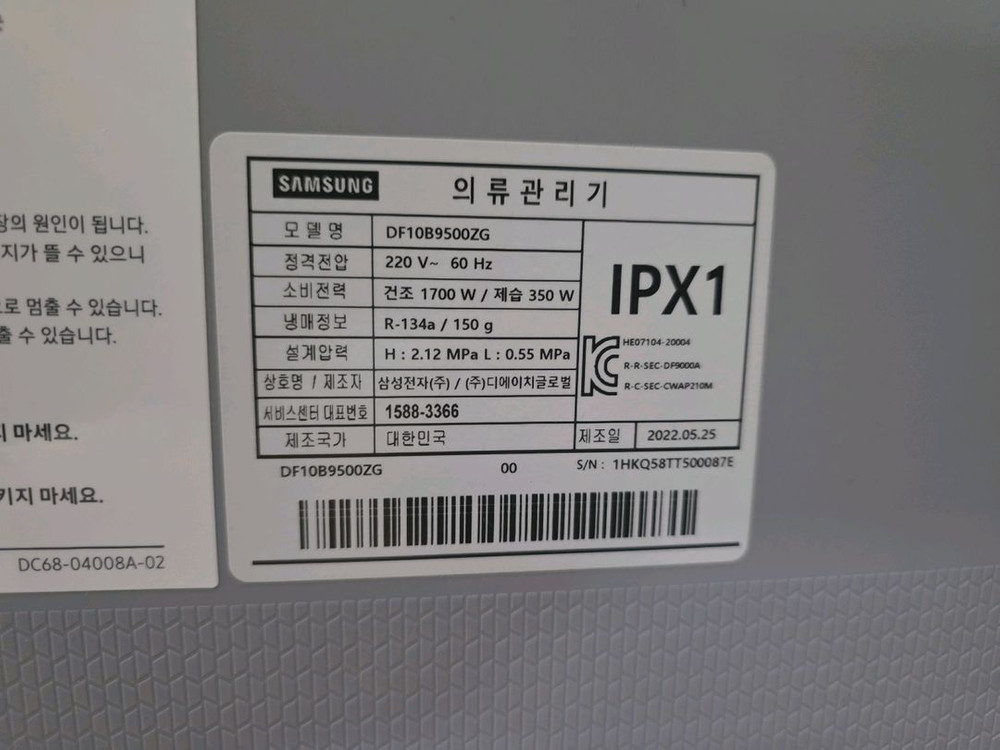 장의 원인이 됩니다.
지가 뜰 수 있으니
로 멈출 수 있습니다.
출 수 있습니다.
지 마세요.
키지 마세요.
DC68-04008A-02
SAMSUNG 의류관리기
모델명 DF10B9500ZG
정격전압 220 V~ 60 Hz
소비전력 건조 1700 W / 제습 350 W
냉매정보 R-134a / 150 g
설계압력 H : 2.12 MPa L : 0.55 MPa
상호명 / 제조자 삼성전자(주) / (주)디에이치글로벌
서비스센터 대표번호 1588-3366
제조국가 대한민국
IPX1
HE07104-20004
R-R-SEC-DF9000A
R-C-SEC-CWAP210M
제조일 2022.05.25
DF10B9500ZG 00 S/N : 1HKQ58TT500087E